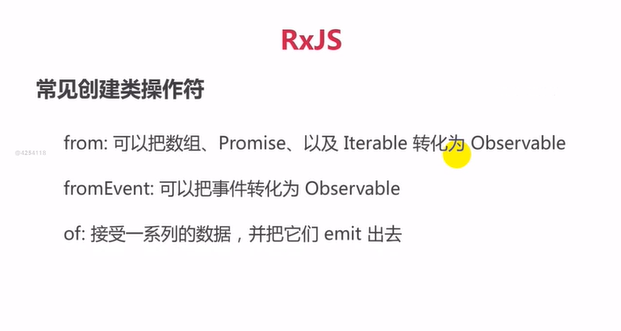 RxJS
常见创建类操作符
from: 可以把数组、Promise、以及 Iterable 转化为 Observable
@4284119
fromEvent: 可以把事件转化为 Observable
of: 接受一系列的数据，并把它们 emit 出去